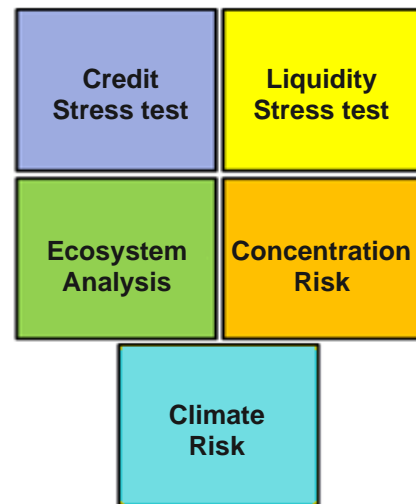 Credit
Stress test
Liquidity
Stress test
Ecosystem
Analysis
Concentration
Risk
Climate
Risk